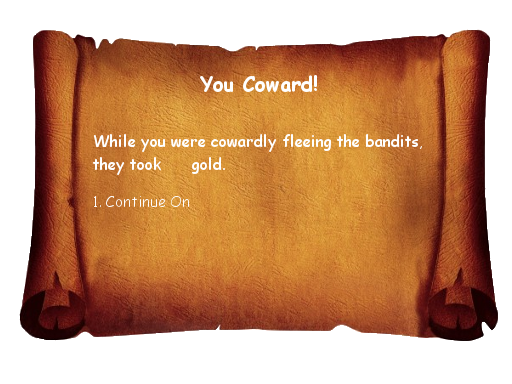 You Coward!
While you were cowardly fleeing the bandits,
they took gold.
1. Continue On